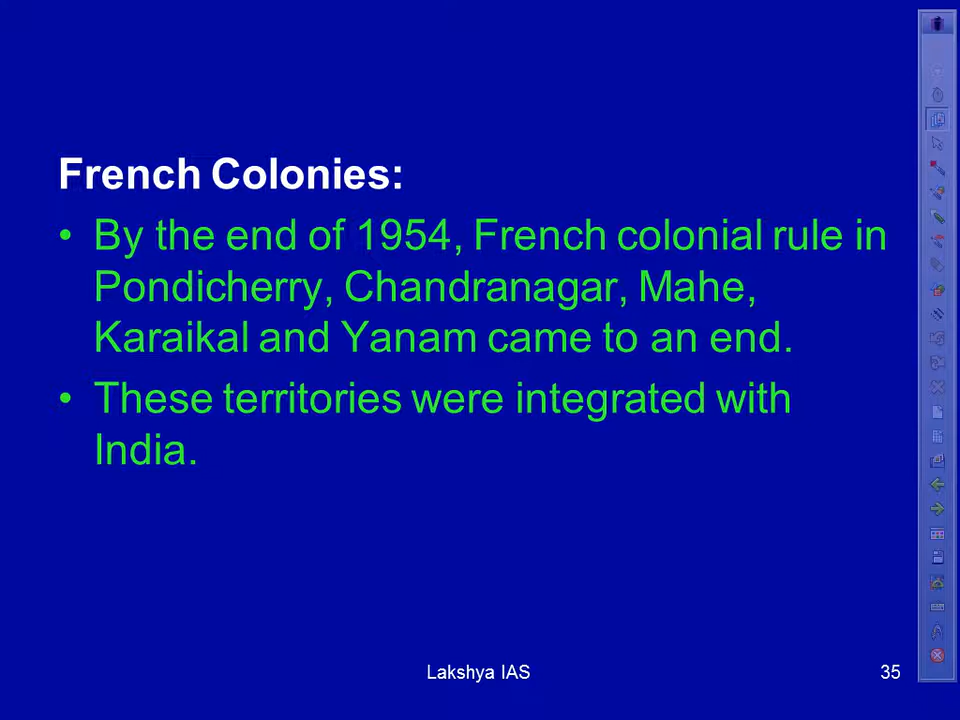 French Colonies:
• By the end of 1954, French colonial rule in
Pondicherry, Chandranagar, Mahe,
Karaikal and Yanam came to an end.
• These territories were integrated with
India.
Lakshya IAS
35